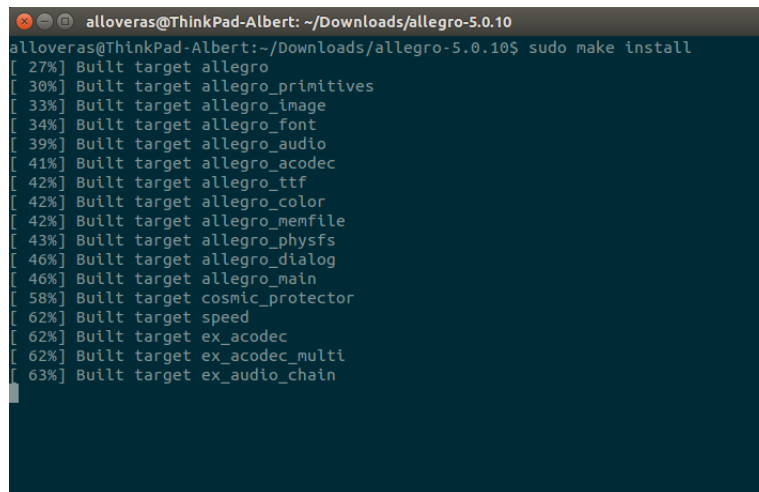 alloveras@ThinkPad-Albert: ~/Downloads/allegro-5.0.10
alloveras@ThinkPad-Albert:~/Downloads/allegro-5.0.10$ sudo make install
[ 27%] Built target allegro
[ 30%] Built target allegro_primitives
[ 33%] Built target allegro_image
[ 34%] Built target allegro_font
[ 39%] Built target allegro_audio
[ 41%] Built target allegro_acodec
[ 42%] Built target allegro_ttf
[ 42%] Built target allegro_color
[ 42%] Built target allegro_memfile
[ 43%] Built target allegro_physfs
[ 46%] Built target allegro_dialog
[ 46%] Built target allegro_main
[ 58%] Built target cosmic_protector
[ 62%] Built target speed
[ 62%] Built target ex_acodec
[ 62%] Built target ex_acodec_multi
[ 63%] Built target ex_audio_chain